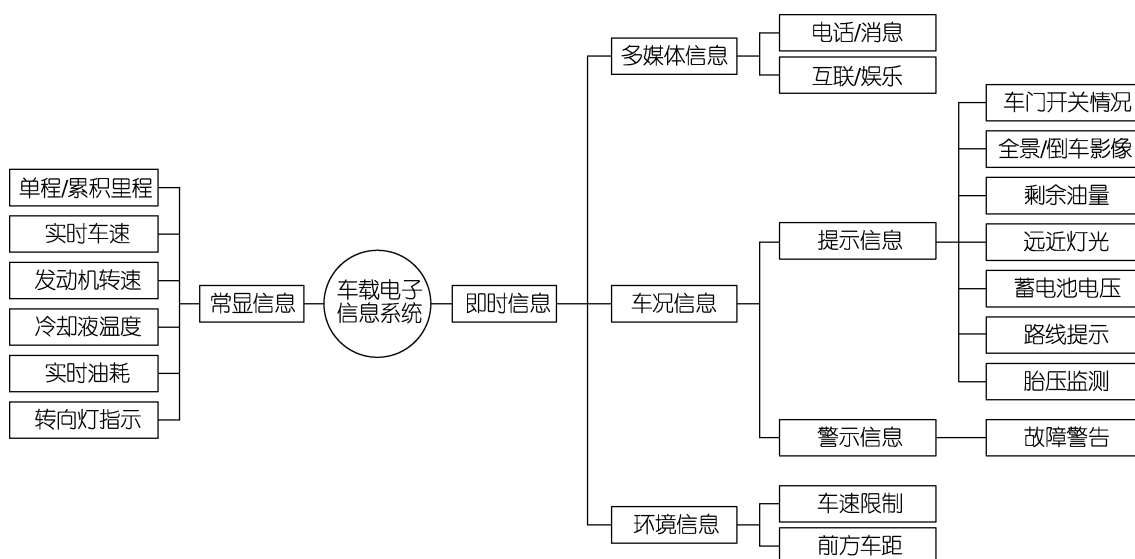 多媒体信息
电话/消息
互联/娱乐
车门开关情况
全景/倒车影像
剩余油量
远近灯光
蓄电池电压
路线提示
胎压监测
提示信息
单程/累积里程
实时车速
发动机转速
冷却液温度
实时油耗
转向灯指示
常显信息
车载电子
信息系统
即时信息
车况信息
警示信息
故障警告
环境信息
车速限制
前方车距